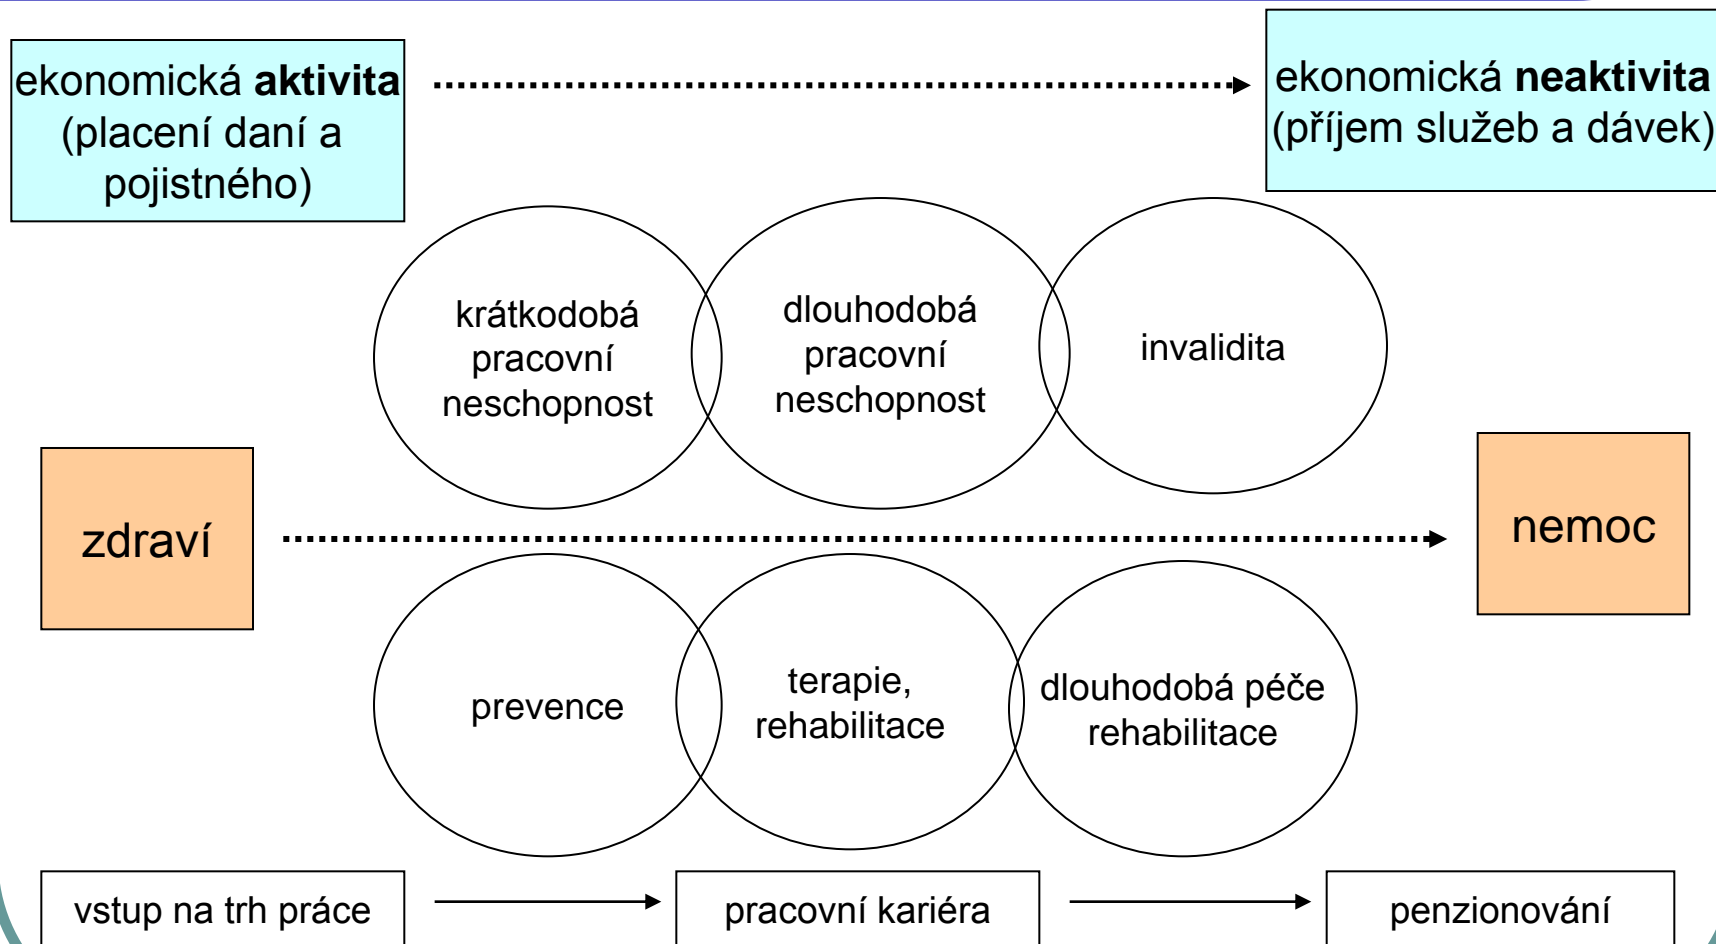 ekonomická aktivita
(placení daní a
pojistného)
ekonomická neaktivita
(příjem služeb a dávek)
krátkodobá
pracovní
neschopnost
dlouhodobá
pracovní
neschopnost
invalidita
zdraví
nemoc
prevence
terapie,
rehabilitace
dlouhodobá péče
rehabilitace
vstup na trh práce
pracovní kariéra
penzionování